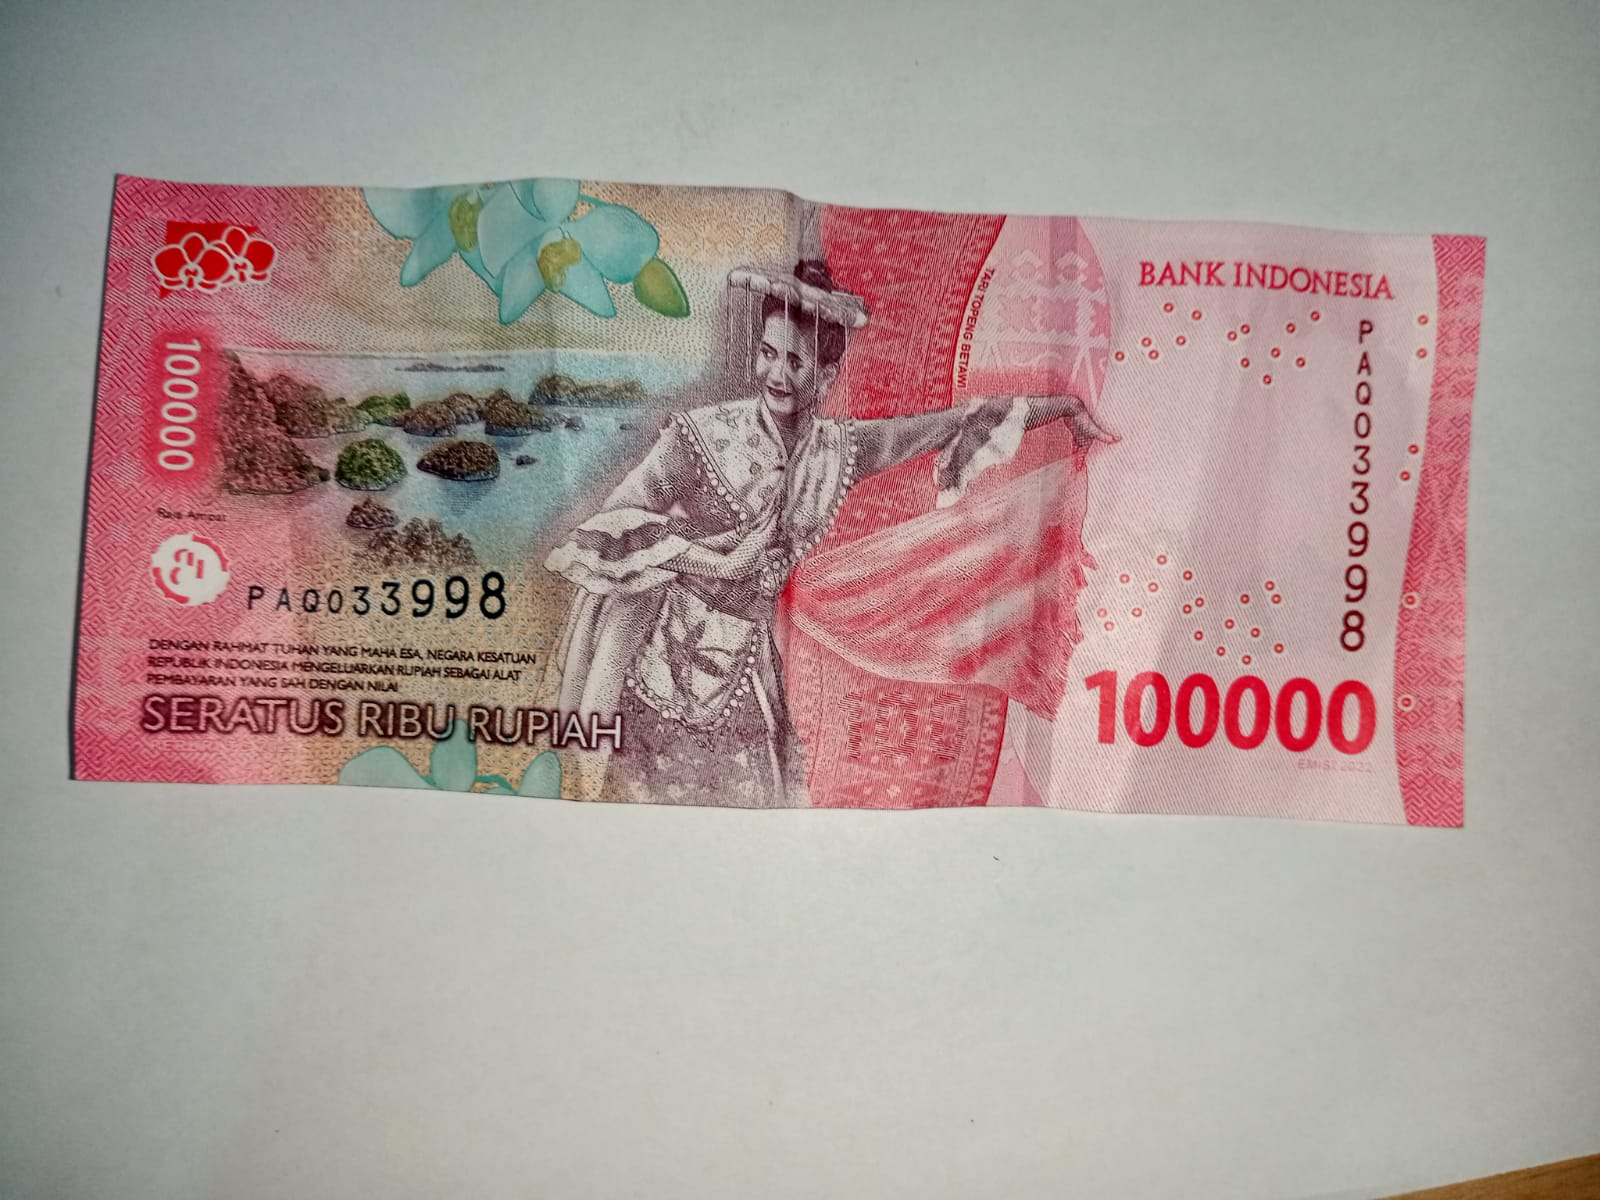 BANK INDONESIA
TARI TOPENG BETAWI
PAQ033998
100000
Raja Ampat
PAQ033998
DENGAN RAHMAT TUHAN YANG MAHA ESA, NEGARA KESATUAN
REPUBLIK INDONESIA MENGELUARKAN RUPIAH SEBAGAI ALAT
PEMBAYARAN YANG SAH DENGAN NILAI
SERATUS RIBU RUPIAH
100000
EMISI 2022